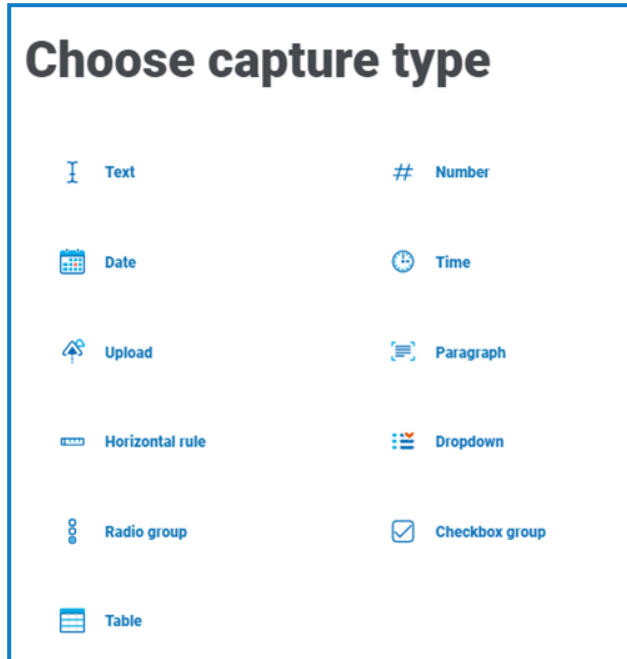 Choose capture type
Text
Number
Date
Time
Upload
Paragraph
Horizontal rule
Dropdown
Radio group
Checkbox group
Table